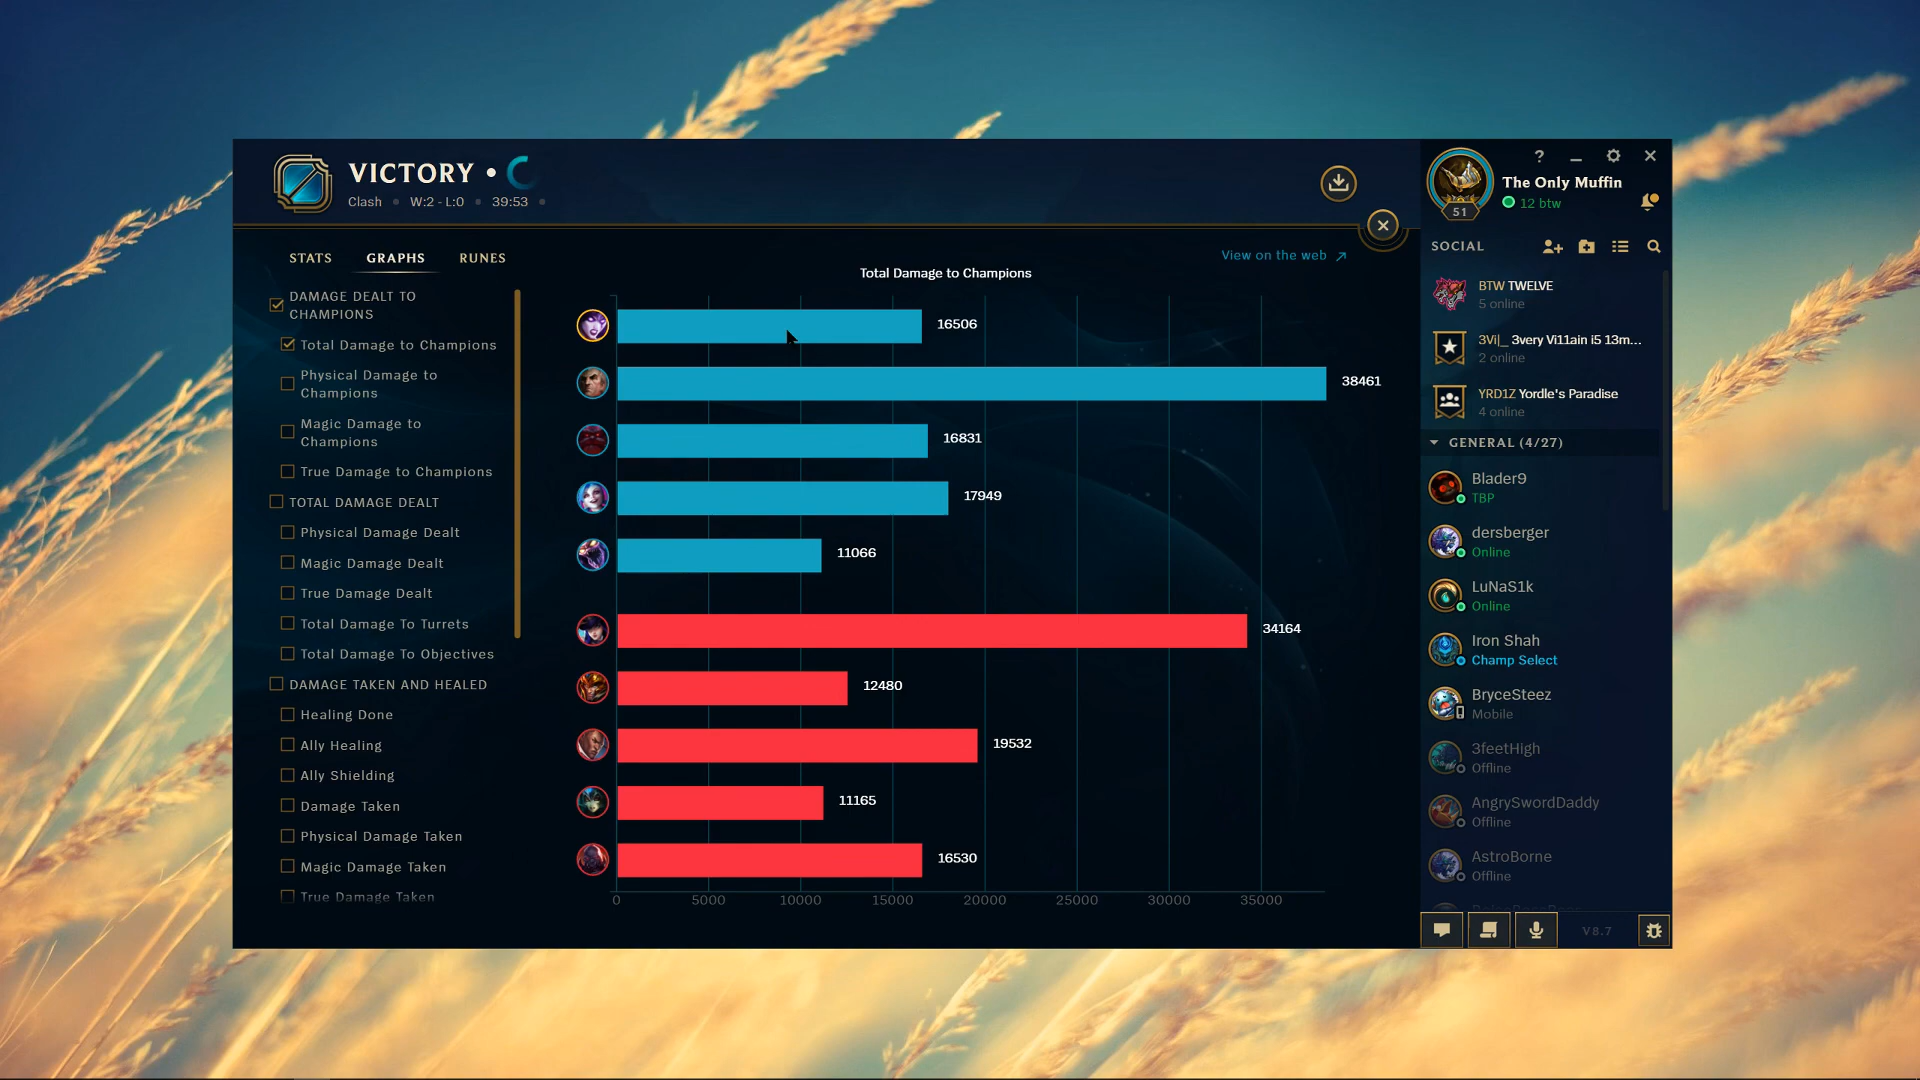 VICTORY •
Clash • W:2 - L:0 • 39:53 •
?
The Only Muffin
12 btw
51
STATS
GRAPHS
RUNES
View on the web
Total Damage to Champions
DAMAGE DEALT TO
CHAMPIONS
Total Damage to Champions
Physical Damage to
Champions
Magic Damage to
Champions
True Damage to Champions
TOTAL DAMAGE DEALT
Physical Damage Dealt
Magic Damage Dealt
True Damage Dealt
Total Damage To Turrets
Total Damage To Objectives
DAMAGE TAKEN AND HEALED
Healing Done
Ally Healing
Ally Shielding
Damage Taken
Physical Damage Taken
Magic Damage Taken
True Damage Taken
16506
38461
16831
17949
11066
34164
12480
19532
11165
16530
0 5000 10000 15000 20000 25000 30000 35000
SOCIAL
BTW TWELVE
5 online
3Vi|_ 3very Vi11ain i5 13m...
2 online
YRD1Z Yordle's Paradise
4 online
GENERAL (4/27)
Blader9
TBP
dersberger
Online
LuNaS1k
Online
Iron Shah
Champ Select
BryceSteez
Mobile
3feetHigh
Offline
AngrySwordDaddy
Offline
AstroBorne
Offline
V8.7